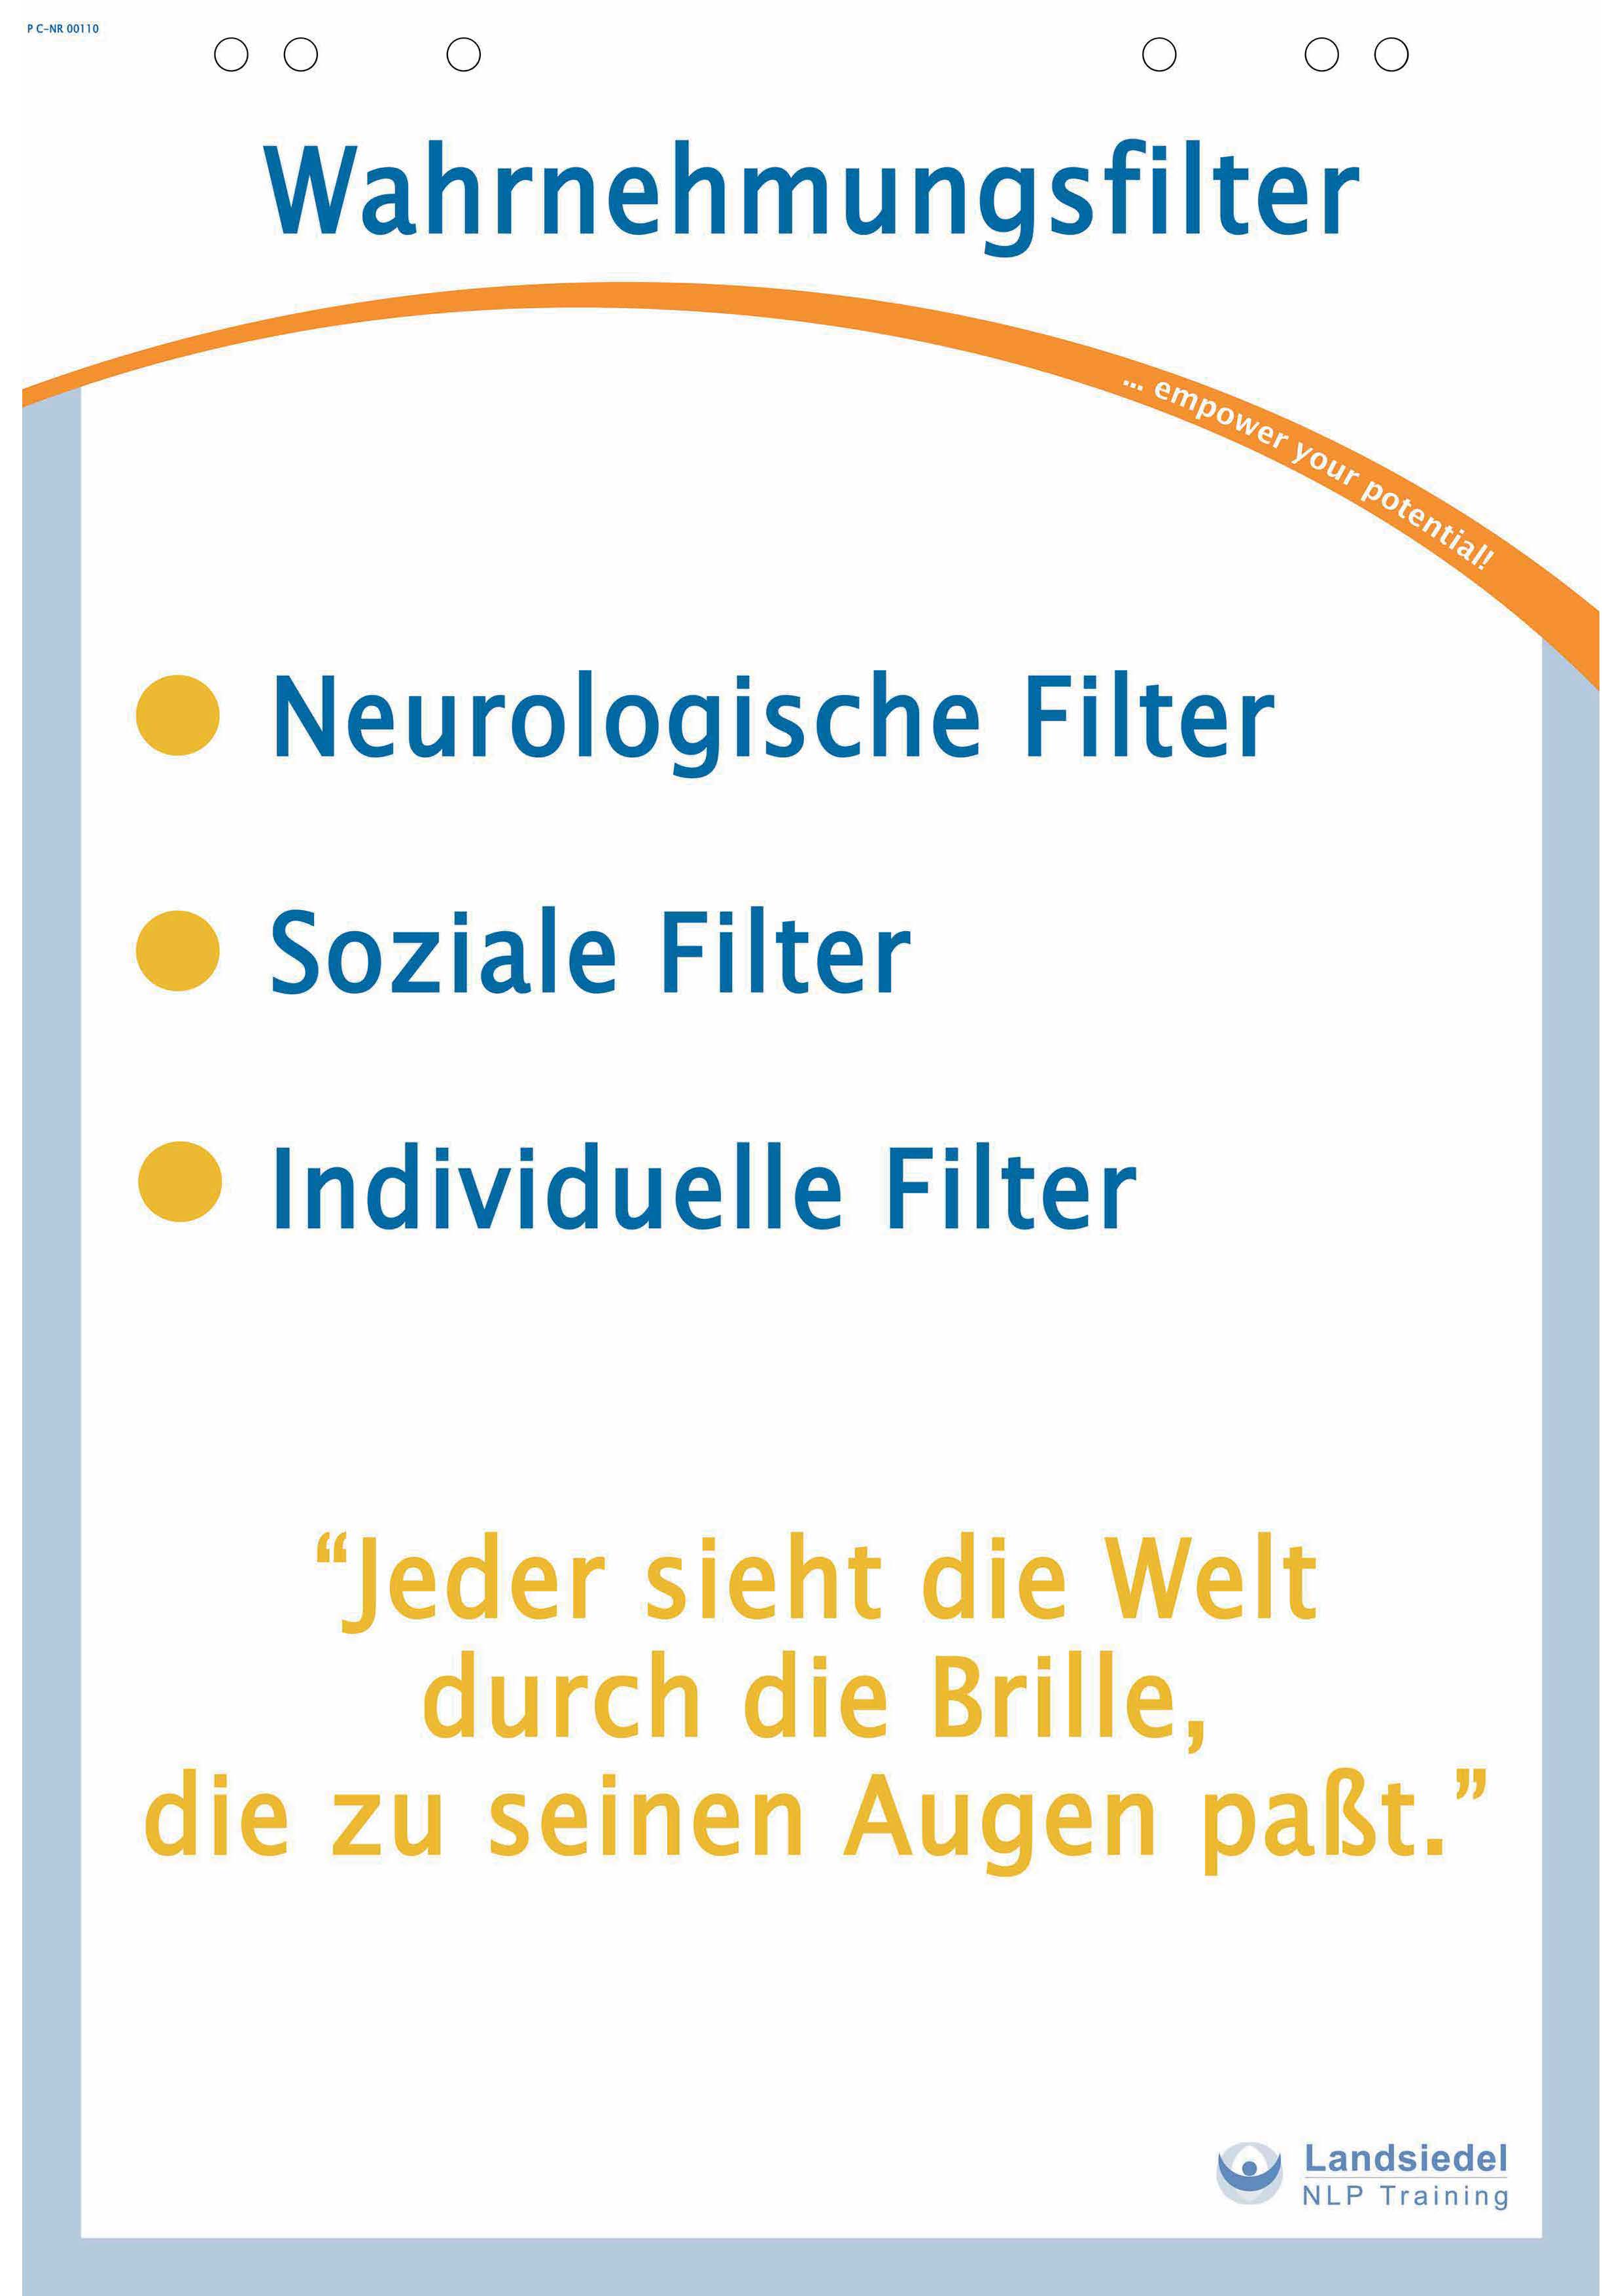 P C-NR 00110
Wahrnehmungsfilter
... empower your potential!
Neurologische Filter
Soziale Filter
Individuelle Filter
“Jeder sieht die Welt
durch die Brille,
die zu seinen Augen paßt.”
Landsiedel
NLP Training